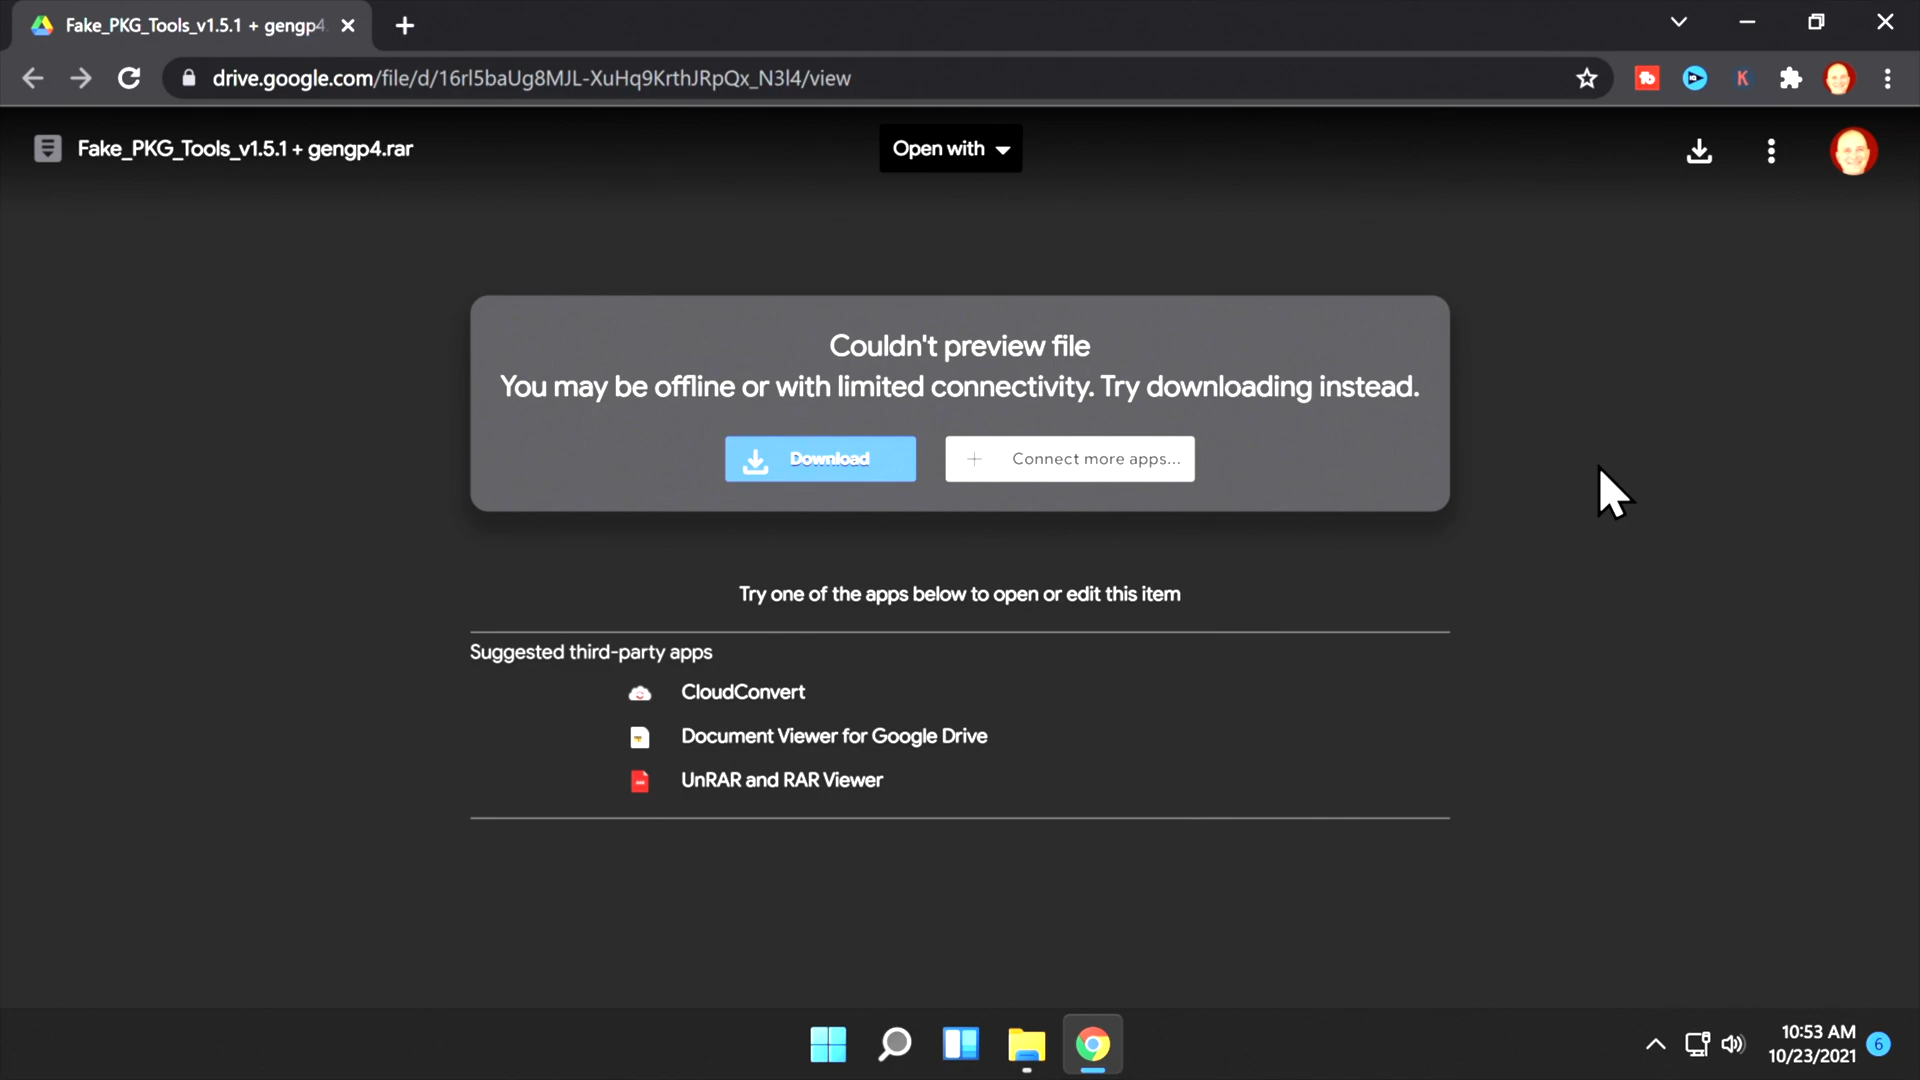 Fake_PKG_Tools_v1.5.1 + gengp4
drive.google.com/file/d/16rl5baUg8MJL-XuHq9KrthJRpQx_N3l4/view
K
Fake_PKG_Tools_v1.5.1 + gengp4.rar
Open with
Couldn't preview file
You may be offline or with limited connectivity. Try downloading instead.
Download
Connect more apps...
Try one of the apps below to open or edit this item
Suggested third-party apps
CloudConvert
Document Viewer for Google Drive
UnRAR and RAR Viewer
10:53 AM
10/23/2021
6